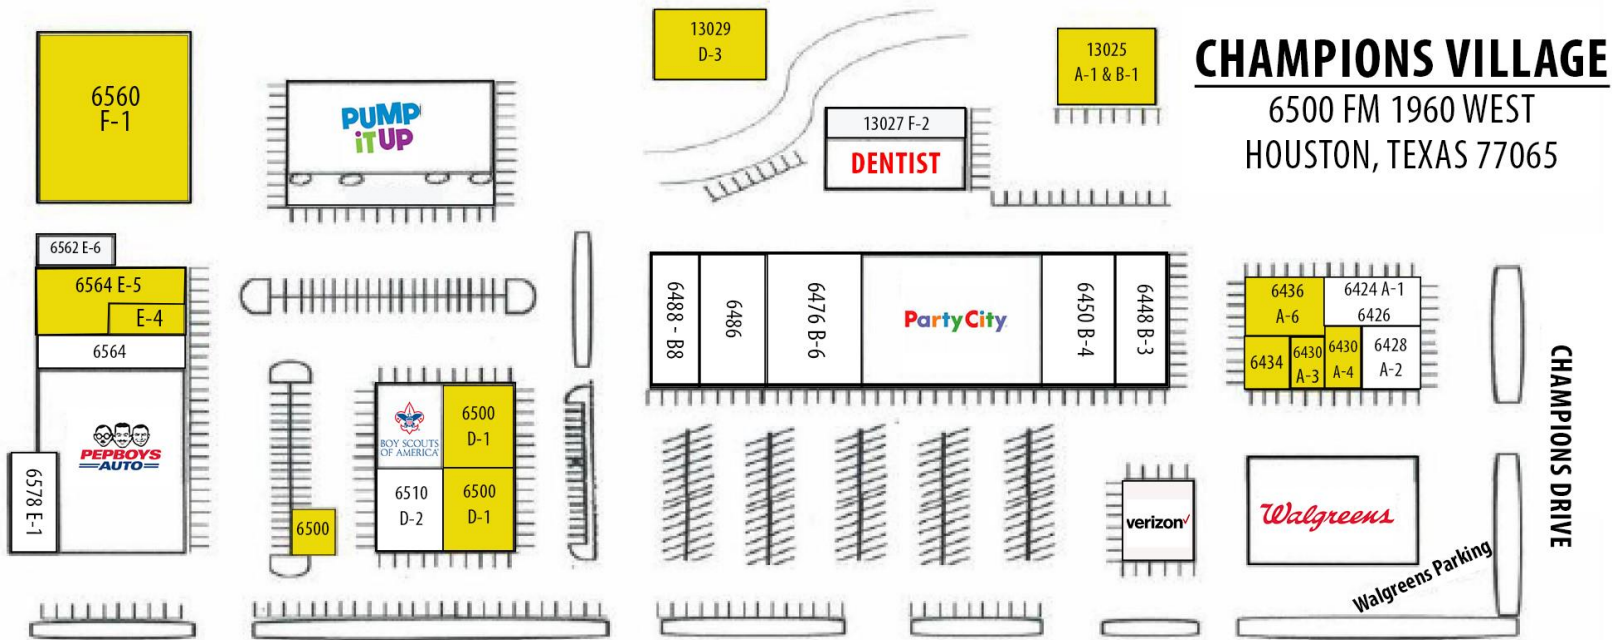 CHAMPIONS VILLAGE
6500 FM 1960 WEST
HOUSTON, TEXAS 77065
6560
F-1
PUMP
iT UP
13029
D-3
13025
A-1 & B-1
13027 F-2
DENTIST
6562 E-6
6564 E-5
E-4
6564
PEPBOYS
AUTO
6578 E-1
6500
BOY SCOUTS
OF AMERICA
6500
D-1
6510
D-2
6500
D-1
6488 - B8
6486
6476 B-6
PartyCity
6450 B-4
6448 B-3
6436
A-6
6424 A-1
6426
6434
6430
A-3
6430
A-4
6428
A-2
verizon
Walgreens
Walgreens Parking
CHAMPIONS DRIVE